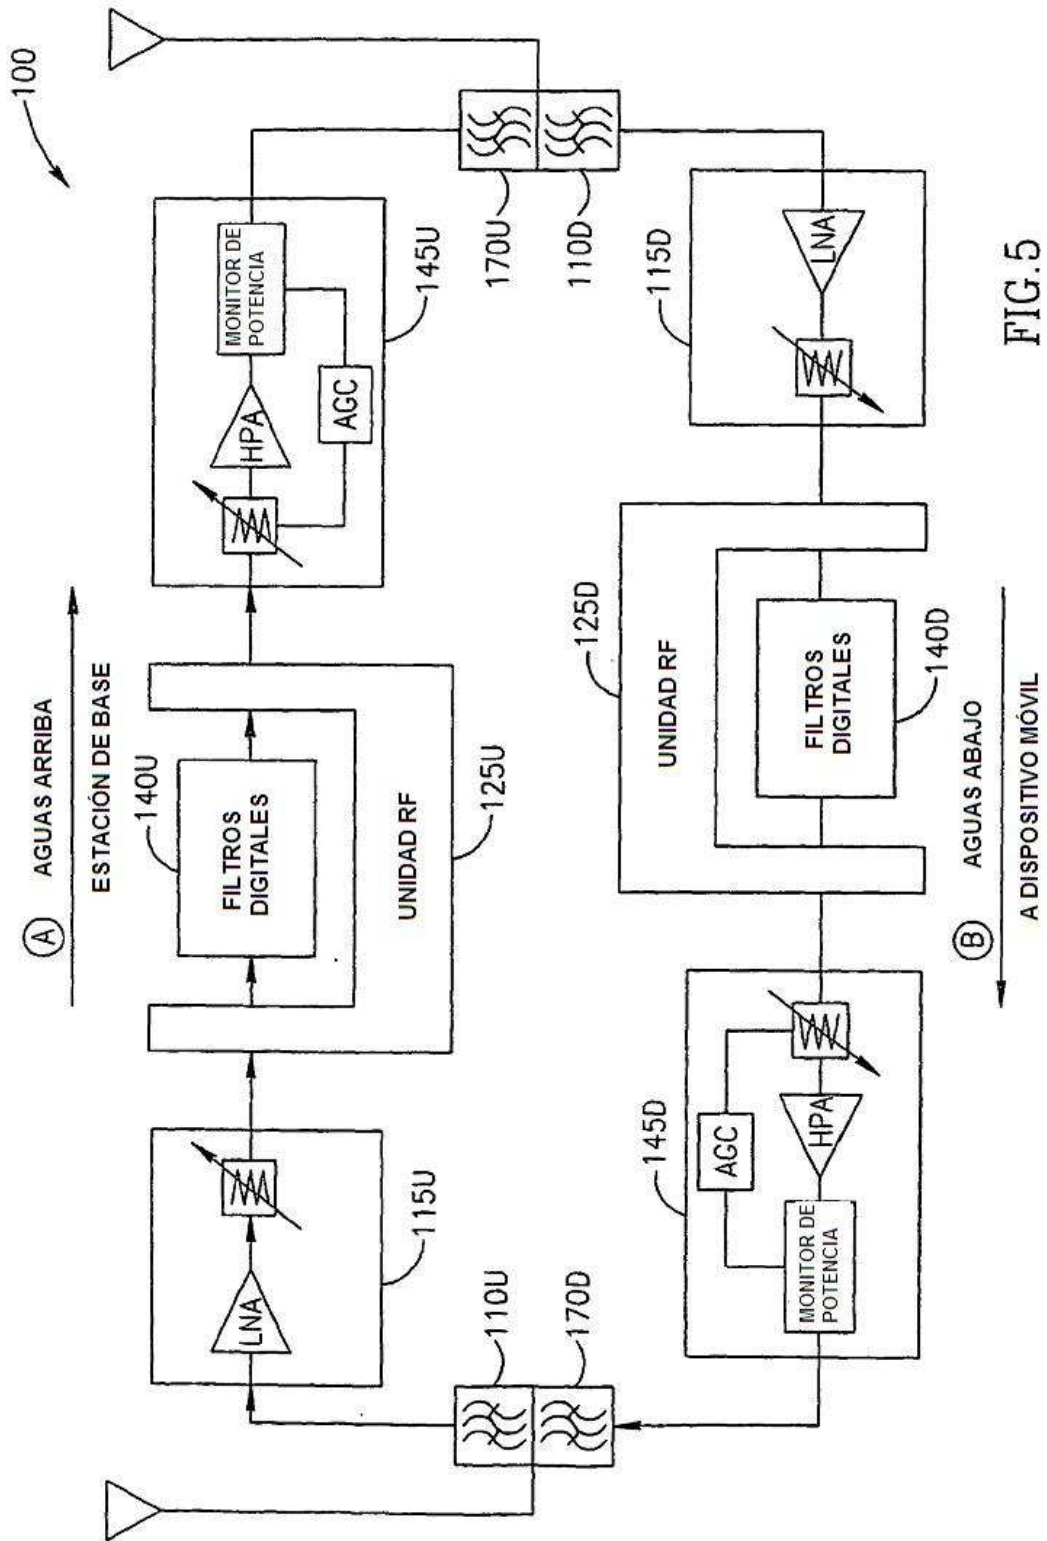 100
A
AGUAS ARRIBA
ESTACIÓN DE BASE
LNA
115U
140U
FILTROS
DIGITALES
UNIDAD RF
125U
HPA
MONITOR DE
POTENCIA
AGC
145U
110U
170D
170U
110D
145D
AGC
MONITOR DE
POTENCIA
HPA
125D
UNIDAD RF
FILTROS
DIGITALES
140D
115D
LNA
B
AGUAS ABAJO
A DISPOSITIVO MÓVIL
FIG.5